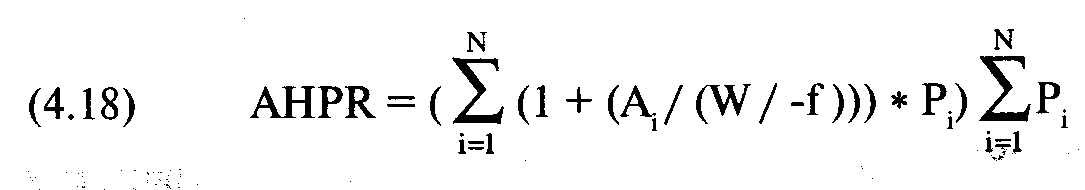 (4.18) AHPR = ( ∑_{i=1}^{N} (1 + (A_i / (W / -f))) * P_i) ∑_{i=1}^{N} P_i